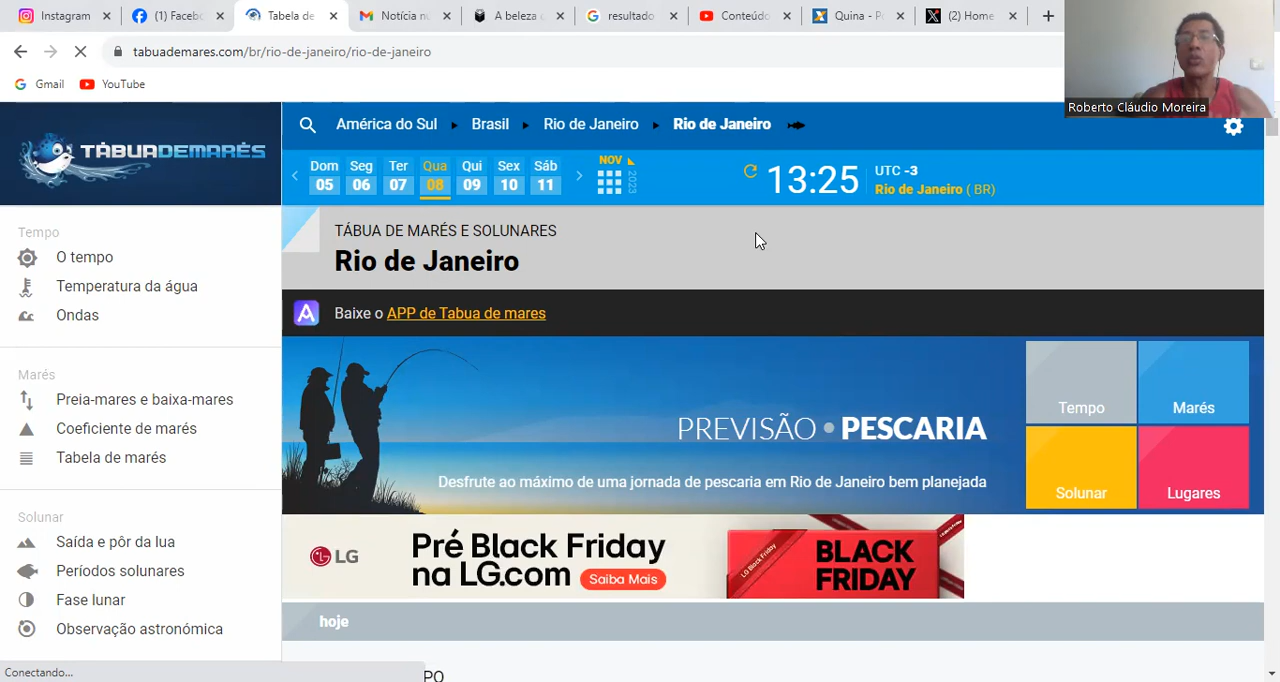 Instagram
(1) Faceb
Tabela de
Notícia n
A beleza
resultado
Conteúdo
Quina - P
(2) Home
tabuademares.com/br/rio-de-janeiro/rio-de-janeiro
Gmail
YouTube
Roberto Cláudio Moreira
TÁBUADEMARÉS
América do Sul
Brasil
Rio de Janeiro
Rio de Janeiro
Dom Seg Ter Qua Qui Sex Sáb
05 06 07 08 09 10 11
NOV
2023
13:25
UTC -3
Rio de Janeiro ( BR)
TÁBUA DE MARÉS E SOLUNARES
Rio de Janeiro
Baixe o APP de Tabua de mares
Tempo
O tempo
Temperatura da água
Ondas
Marés
Preia-mares e baixa-mares
Coeficiente de marés
Tabela de marés
Solunar
Saída e pôr da lua
Períodos solunares
Fase lunar
Observação astronómica
PREVISÃO • PESCARIA
Desfrute ao máximo de uma jornada de pescaria em Rio de Janeiro bem planejada
Tempo
Marés
Solunar
Lugares
LG
Pré Black Friday
na LG.com
Saiba Mais
LG Black Friday
BLACK
FRIDAY
hoje
PO
Conectando...